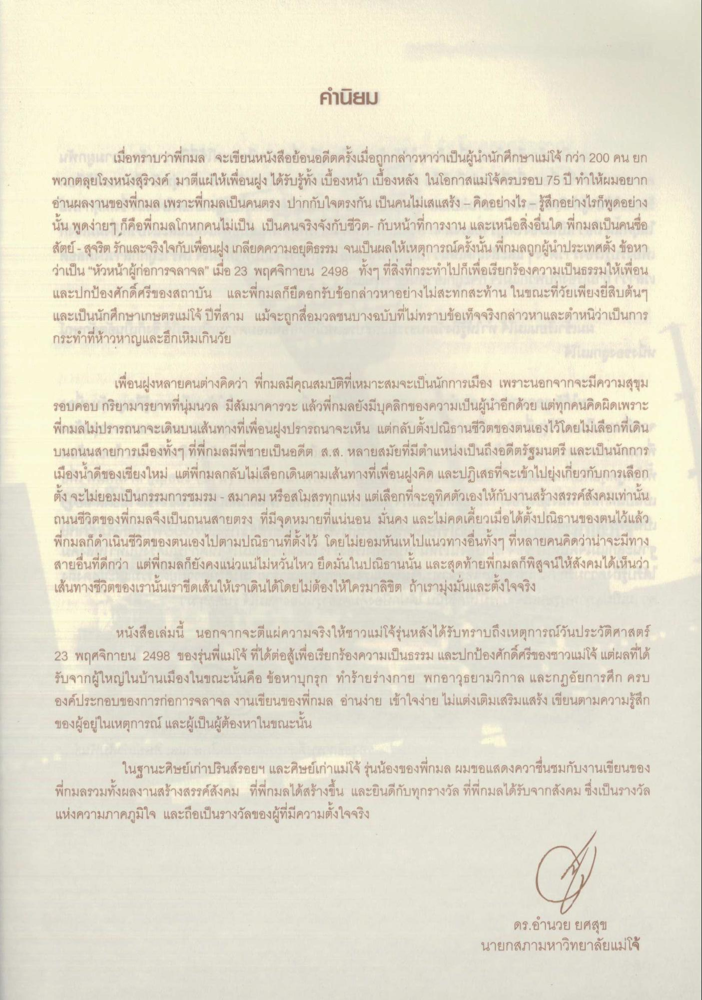 คำนิยม
เมื่อทราบว่าพี่กมล จะเขียนหนังสือย้อนอดีตครั้งเมื่อถูกกล่าวหาว่าเป็นผู้นำนักศึกษาแม่โจ้ กว่า 200 คน ยก
พวกตลุยโรงหนังสุริวงค์ มาตีแผ่ให้เพื่อนฝูง ได้รับรู้ทั้ง เบื้องหน้า เบื้องหลัง ในโอกาสแม่โจ้ครบรอบ 75 ปี ทำให้ผมอยาก
อ่านผลงานของพี่กมล เพราะพี่กมลเป็นคนตรง ปากกับใจตรงกัน เป็นคนไม่เสแสร้ง – คิดอย่างไร – รู้สึกอย่างไรก็พูดอย่าง
นั้น พูดง่ายๆ ก็คือพี่กมลโกหกคนไม่เป็น เป็นคนจริงจังกับชีวิต- กับหน้าที่การงาน และเหนือสิ่งอื่นใด พี่กมลเป็นคนซื่อ
สัตย์ - สุจริต รักและจริงใจกับเพื่อนฝูง เกลียดความอยุติธรรม จนเป็นผลให้เหตุการณ์ครั้งนั้น พี่กมลถูกผู้นำประเทศตั้ง ข้อหา
ว่าเป็น “หัวหน้าผู้ก่อการจลาจล” เมื่อ 23 พฤศจิกายน 2498 ทั้งๆ ที่สิ่งที่กระทำไปก็เพื่อเรียกร้องความเป็นธรรมให้เพื่อน
และปกป้องศักดิ์ศรีของสถาบัน และพี่กมลก็ยืดอกรับข้อกล่าวหาอย่างไม่สะทกสะท้าน ในขณะที่วัยเพียงยี่สิบต้นๆ
และเป็นนักศึกษาเกษตรแม่โจ้ ปีที่สาม แม้จะถูกสื่อมวลชนบางฉบับที่ไม่ทราบข้อเท็จจริงกล่าวหาและตำหนิว่าเป็นการ
กระทำที่ห้าวหาญและฮึกเหิมเกินวัย
เพื่อนฝูงหลายคนต่างคิดว่า พี่กมลมีคุณสมบัติที่เหมาะสมจะเป็นนักการเมือง เพราะนอกจากจะมีความสุขุม
รอบคอบ กริยามารยาทที่นุ่มนวล มีสัมมาคารวะ แล้วพี่กมลยังมีบุคลิกของความเป็นผู้นำอีกด้วย แต่ทุกคนคิดผิดเพราะ
พี่กมลไม่ปรารถนาจะเดินบนเส้นทางที่เพื่อนฝูงปรารถนาจะเห็น แต่กลับตั้งปณิธานชีวิตของตนเองไว้โดยไม่เลือกที่เดิน
บนถนนสายการเมืองทั้งๆ ที่พี่กมลมีพี่ชายเป็นอดีต ส.ส. หลายสมัยที่มีตำแหน่งเป็นถึงอดีตรัฐมนตรี และเป็นนักการ
เมืองน้ำดีของเชียงใหม่ แต่พี่กมลกลับไม่เลือกเดินตามเส้นทางที่เพื่อนฝูงคิด และปฏิเสธที่จะเข้าไปยุ่งเกี่ยวกับการเลือก
ตั้ง จะไม่ยอมเป็นกรรมการชมรม - สมาคม หรือสโมสรทุกแห่ง แต่เลือกที่จะอุทิศตัวเองให้กับงานสร้างสรรค์สังคมเท่านั้น
ถนนชีวิตของพี่กมลจึงเป็นถนนสายตรง ที่มีจุดหมายที่แน่นอน มั่นคง และไม่คดเคี้ยวเมื่อได้ตั้งปณิธานของตนไว้แล้ว
พี่กมลก็ดำเนินชีวิตของตนเองไปตามปณิธานที่ตั้งไว้ โดยไม่ยอมหันเหไปแนวทางอื่นทั้งๆ ที่หลายคนคิดว่าน่าจะมีทาง
สายอื่นที่ดีกว่า แต่พี่กมลก็ยังคงแน่วแน่ไม่หวั่นไหว ยึดมั่นในปณิธานนั้น และสุดท้ายพี่กมลก็พิสูจน์ให้สังคมได้เห็นว่า
เส้นทางชีวิตของเรานั้นเราขีดเส้นให้เราเดินได้โดยไม่ต้องให้ใครมาลิขิต ถ้าเรามุ่งมั่นและตั้งใจจริง
หนังสือเล่มนี้ นอกจากจะตีแผ่ความจริงให้ชาวแม่โจ้รุ่นหลังได้รับทราบถึงเหตุการณ์วันประวัติศาสตร์
23 พฤศจิกายน 2498 ของรุ่นพี่แม่โจ้ ที่ได้ต่อสู้เพื่อเรียกร้องความเป็นธรรม และปกป้องศักดิ์ศรีของชาวแม่โจ้ แต่ผลที่ได้
รับจากผู้ใหญ่ในบ้านเมืองในขณะนั้นคือ ข้อหาบุกรุก ทำร้ายร่างกาย พกอาวุธยามวิกาล และกฏอัยการศึก ครบ
องค์ประกอบของการก่อการจลาจล งานเขียนของพี่กมล อ่านง่าย เข้าใจง่าย ไม่แต่งเติมเสริมแสร้ง เขียนตามความรู้สึก
ของผู้อยู่ในเหตุการณ์ และผู้เป็นผู้ต้องหาในขณะนั้น
ในฐานะศิษย์เก่าปรินส์รอยฯ และศิษย์เก่าแม่โจ้ รุ่นน้องของพี่กมล ผมขอแสดงควาชื่นชมกับงานเขียนของ
พี่กมลรวมทั้งผลงานสร้างสรรค์สังคม ที่พี่กมลได้สร้างขึ้น และยินดีกับทุกรางวัล ที่พี่กมลได้รับจากสังคม ซึ่งเป็นรางวัล
แห่งความภาคภูมิใจ และถือเป็นรางวัลของผู้ที่มีความตั้งใจจริง
ดร.อำนวย ยศสุข
นายกสภามหาวิทยาลัยแม่โจ้